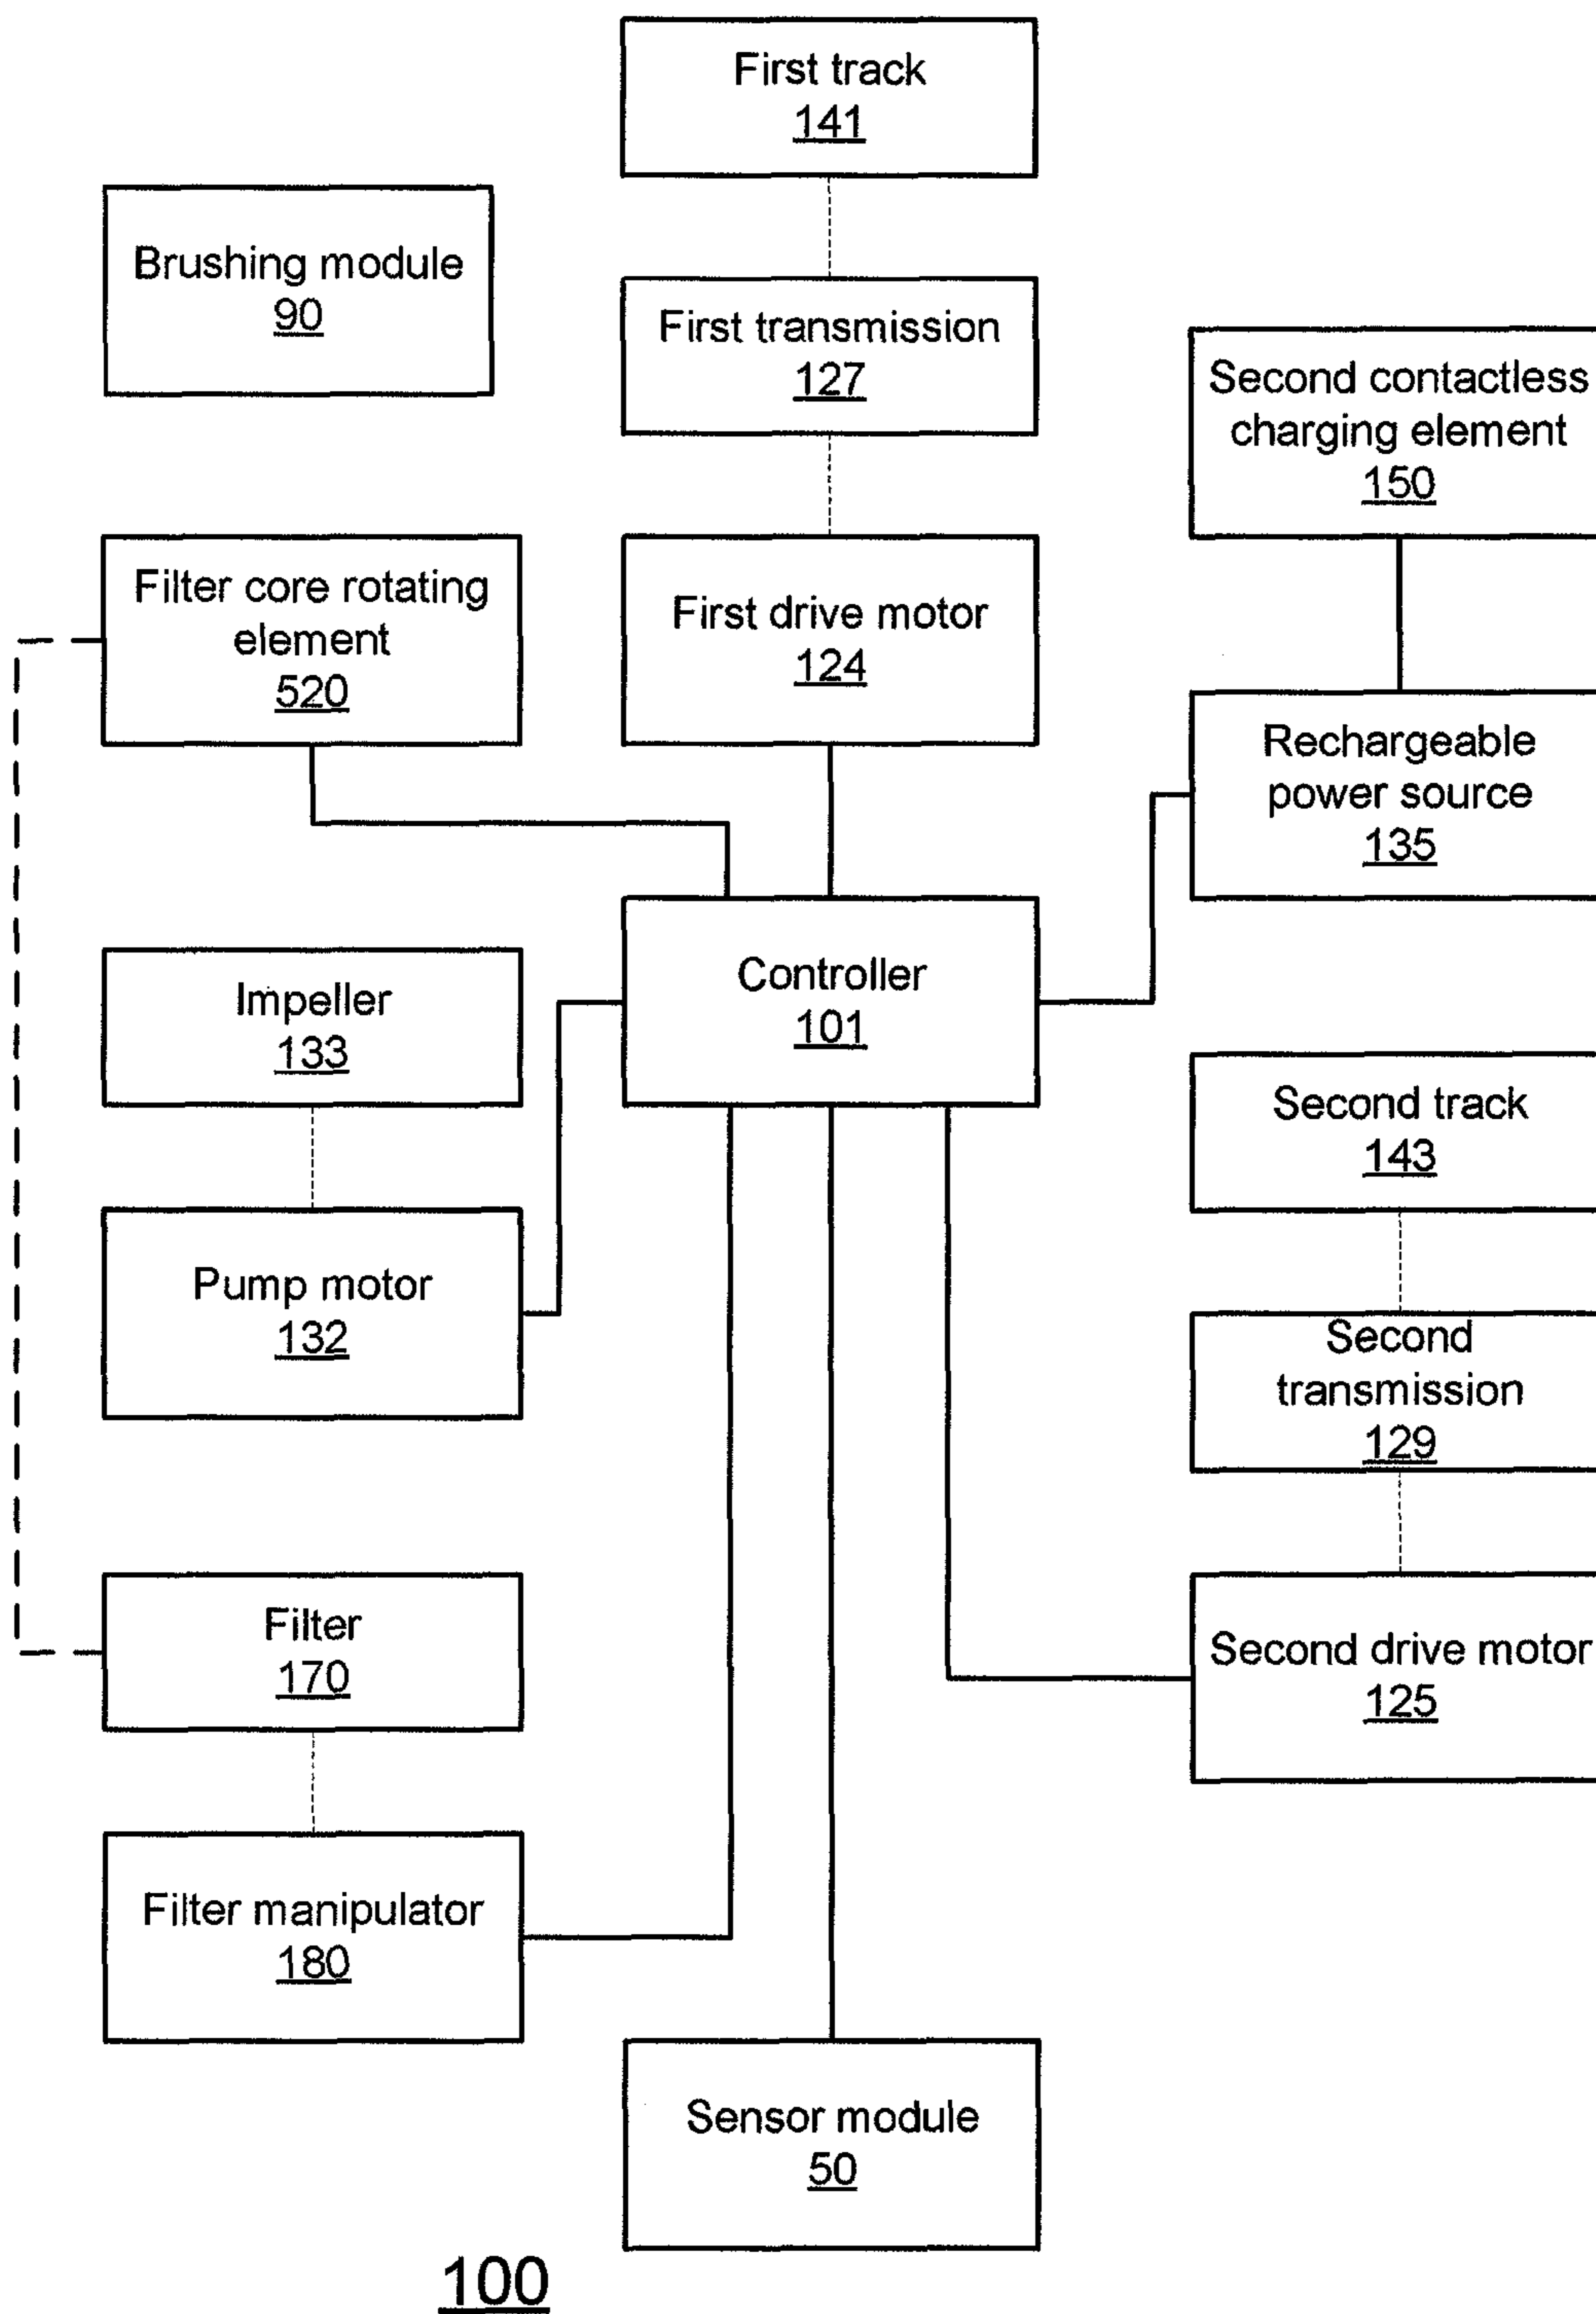 First track
141
Brushing module
90
First transmission
127
Second contactless
charging element
150
Filter core rotating
element
520
First drive motor
124
Rechargeable
power source
135
Impeller
133
Controller
101
Second track
143
Pump motor
132
Second
transmission
129
Filter
170
Second drive motor
125
Filter manipulator
180
Sensor module
50
100